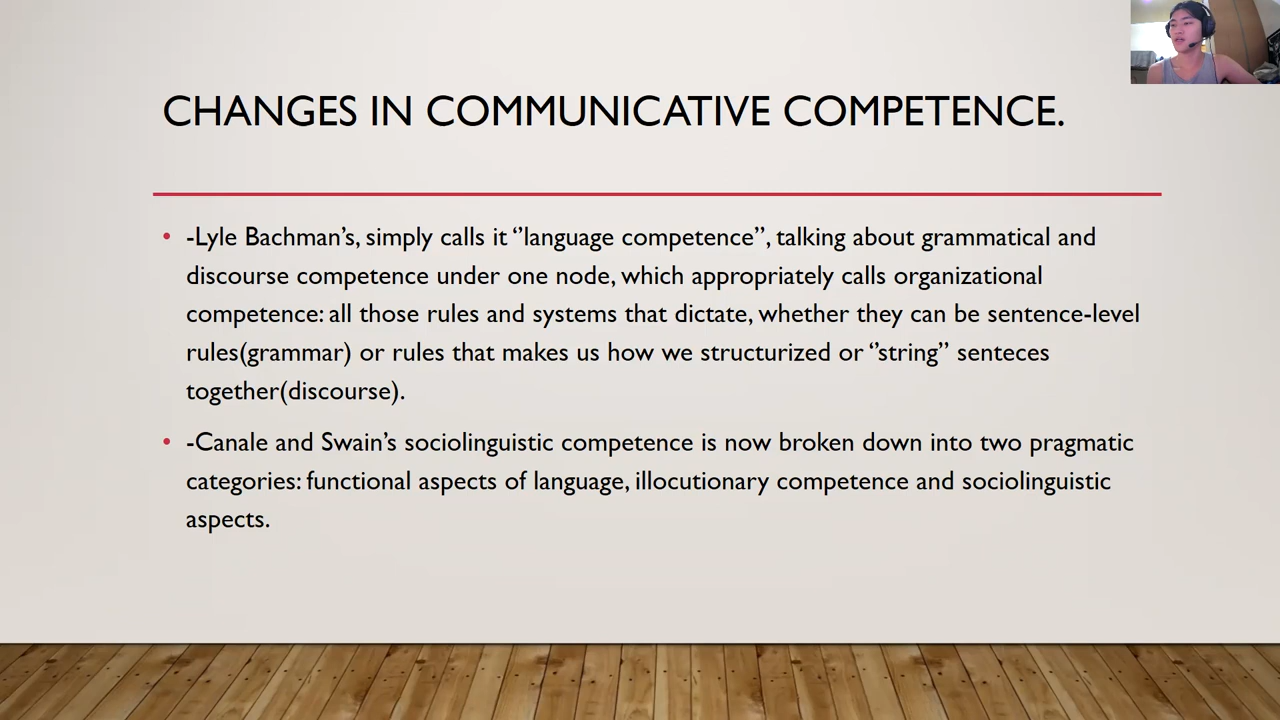 CHANGES IN COMMUNICATIVE COMPETENCE.
• -Lyle Bachman's, simply calls it ‘’language competence’’, talking about grammatical and
discourse competence under one node, which appropriately calls organizational
competence: all those rules and systems that dictate, whether they can be sentence-level
rules(grammar) or rules that makes us how we structurized or ‘’string’’ senteces
together(discourse).
• -Canale and Swain's sociolinguistic competence is now broken down into two pragmatic
categories: functional aspects of language, illocutionary competence and sociolinguistic
aspects.